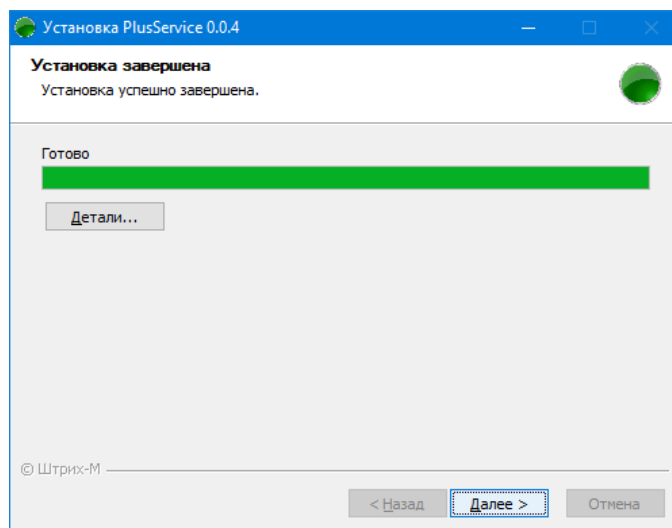 Установка PlusService 0.0.4
Установка завершена
Установка успешно завершена.
Готово
Детали...
© Штрих-М
< Назад
Далее >
Отмена